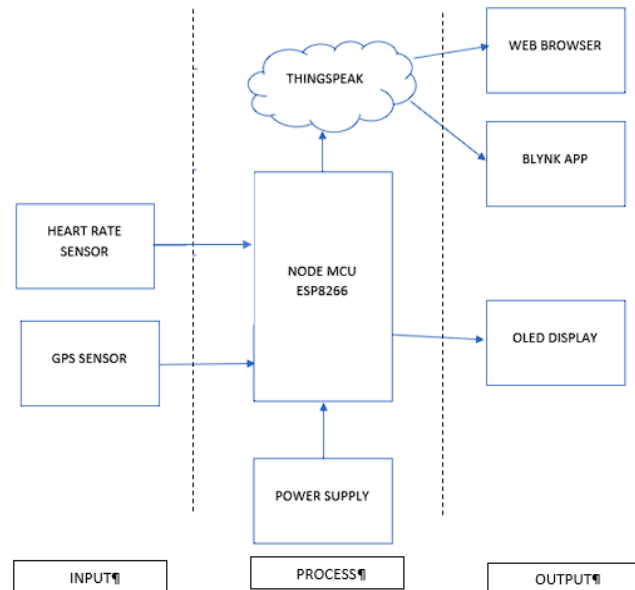 WEB BROWSER
THINGSPEAK
BLYNK APP
HEART RATE
SENSOR
NODE MCU
ESP8266
GPS SENSOR
OLED DISPLAY
POWER SUPPLY
INPUT¶
PROCESS¶
OUTPUT¶